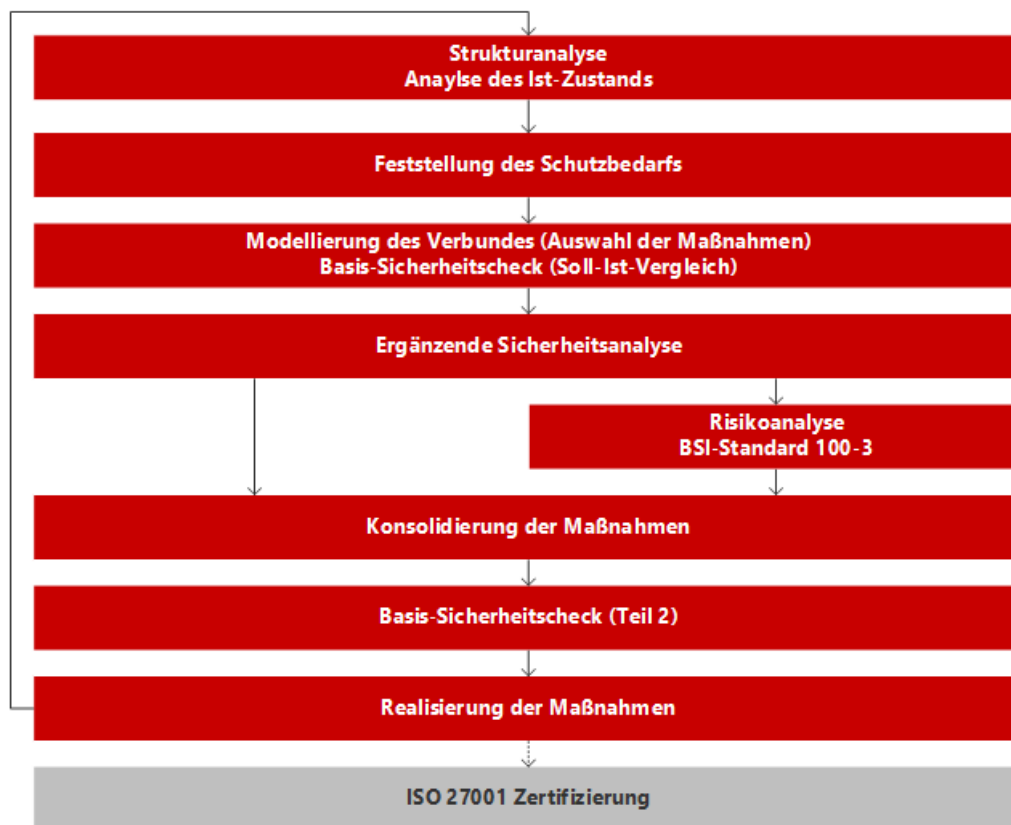 Strukturanalyse
Anaylse des Ist-Zustands
Feststellung des Schutzbedarfs
Modellierung des Verbundes (Auswahl der Maßnahmen)
Basis-Sicherheitscheck (Soll-Ist-Vergleich)
Ergänzende Sicherheitsanalyse
Risikoanalyse
BSI-Standard 100-3
Konsolidierung der Maßnahmen
Basis-Sicherheitscheck (Teil 2)
Realisierung der Maßnahmen
ISO 27001 Zertifizierung